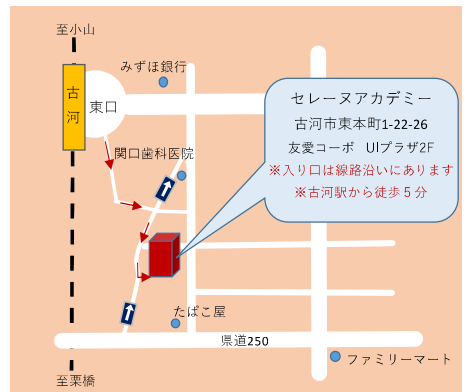 至小山
みずほ銀行
古河
東口
セレーヌアカデミー
古河市東本町1-22-26
友愛コーポ　UIプラザ2F
※入り口は線路沿いにあります
※古河駅から徒歩５分
関口歯科医院
たばこ屋
県道250
ファミリーマート
至栗橋